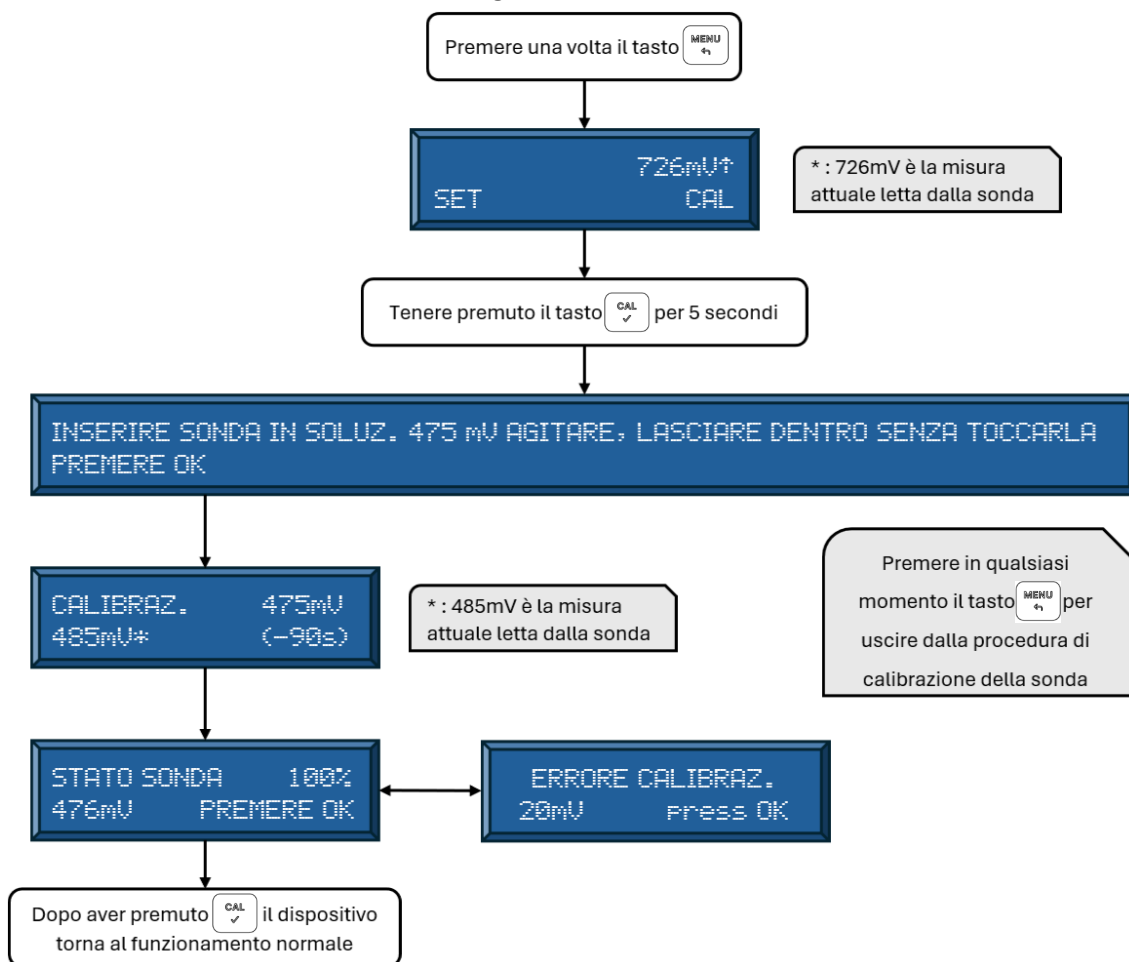 Premere una volta il tasto MENU
726mV↑
SET CAL
* : 726mV è la misura
attuale letta dalla sonda
Tenere premuto il tasto CAL per 5 secondi
INSERIRE SONDA IN SOLUZ. 475 mV AGITARE, LASCIARE DENTRO SENZA TOCCARLA
PREMERE OK
CALIBRAZ. 475mV
485mV* (-90s)
* : 485mV è la misura
attuale letta dalla sonda
Premere in qualsiasi
momento il tasto MENU per
uscire dalla procedura di
calibrazione della sonda
STATO SONDA 100%
476mV PREMERE OK
ERRORE CALIBRAZ.
20mV press OK
Dopo aver premuto CAL il dispositivo
torna al funzionamento normale